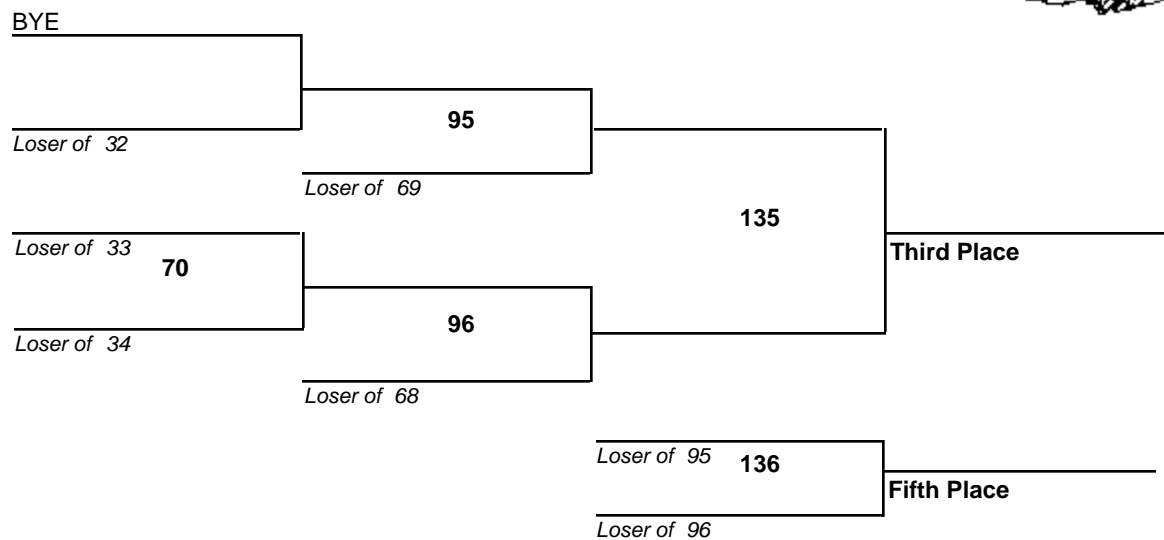 BYE
95
Loser of 32
Loser of 69
135
Loser of 33
70
Third Place
96
Loser of 34
Loser of 68
Loser of 95
136
Fifth Place
Loser of 96